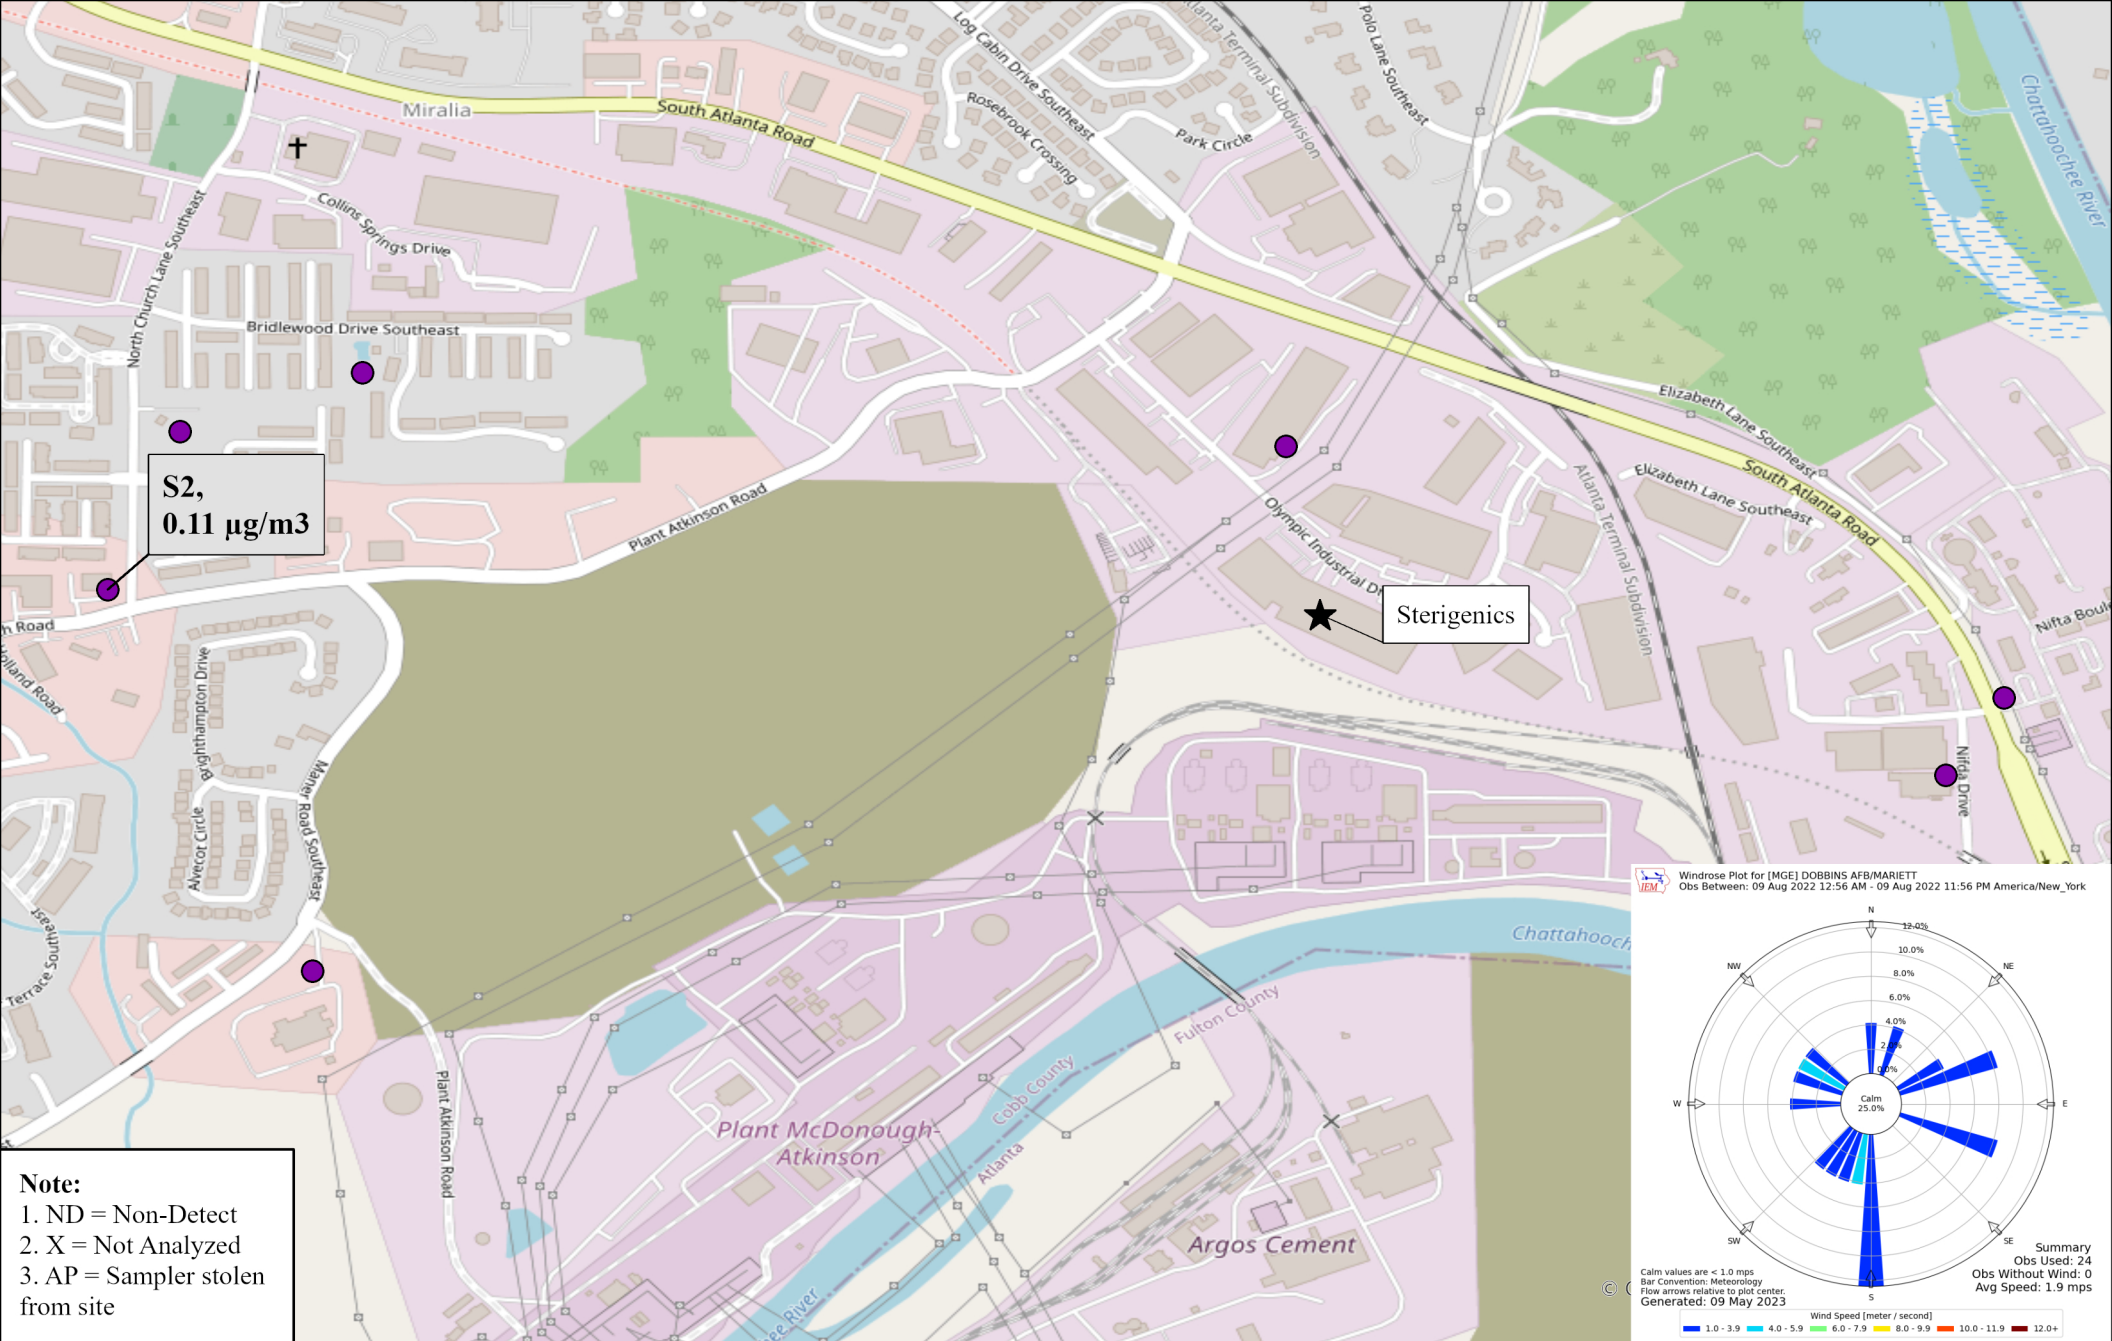 Log Cabin Drive Southeast
Atlanta Terminal Subdivision
Polo Lane Southeast
Chattahoochee River
Miralia
South Atlanta Road
Rosebrook Crossing
Park Circle
Collins Springs Drive
North Church Lane Southeast
Bridlewood Drive Southeast
Elizabeth Lane Southeast
South Atlanta Road
Elizabeth Lane Southeast
S2,
0.11 µg/m3
Plant Atkinson Road
Olympic Industrial Dr
Atlanta Terminal Subdivision
Sterigenics
Nifta Boul
h Road
Holland Road
Brighthampton Drive
Maner Road Southeast
Alvecot Circle
Nifda Drive
Terrace Southeast
Chattahooch
Fulton County
Cobb County
Atlanta
Plant Atkinson Road
Plant McDonough-
Atkinson
Argos Cement
ee River
Note:
1. ND = Non-Detect
2. X = Not Analyzed
3. AP = Sampler stolen
from site
©
IEM
Windrose Plot for [MGE] DOBBINS AFB/MARIETT
Obs Between: 09 Aug 2022 12:56 AM - 09 Aug 2022 11:56 PM America/New_York
N
12.0%
10.0%
NW
NE
8.0%
6.0%
4.0%
2.0%
0.0%
Calm
25.0%
W
E
SW
SE
S
Summary
Obs Used: 24
Obs Without Wind: 0
Avg Speed: 1.9 mps
Calm values are < 1.0 mps
Bar Convention: Meteorology
Flow arrows relative to plot center.
Generated: 09 May 2023
Wind Speed [meter / second]
1.0 - 3.9 4.0 - 5.9 6.0 - 7.9 8.0 - 9.9 10.0 - 11.9 12.0+